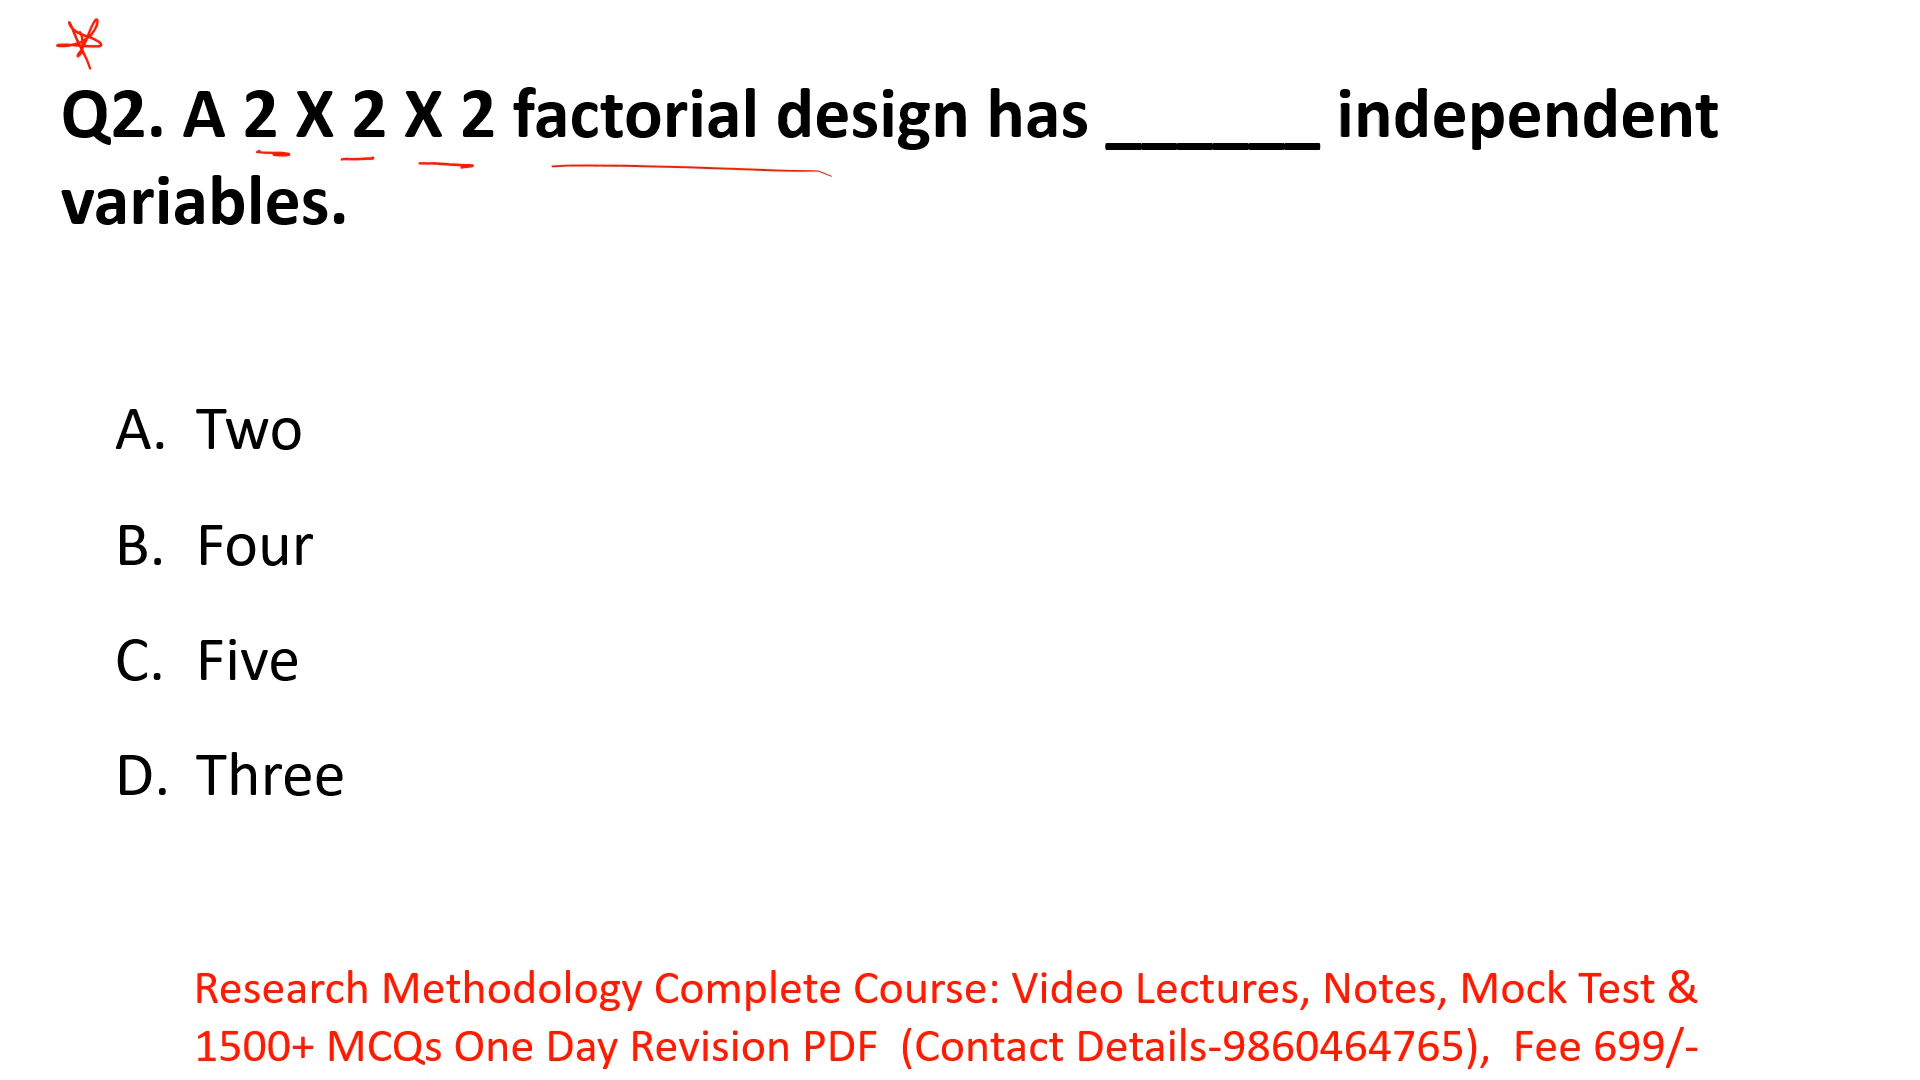 Q2. A 2 X 2 X 2 factorial design has ______ independent
variables.
A. Two
B. Four
C. Five
D. Three
Research Methodology Complete Course: Video Lectures, Notes, Mock Test &
1500+ MCQs One Day Revision PDF (Contact Details-9860464765), Fee 699/-